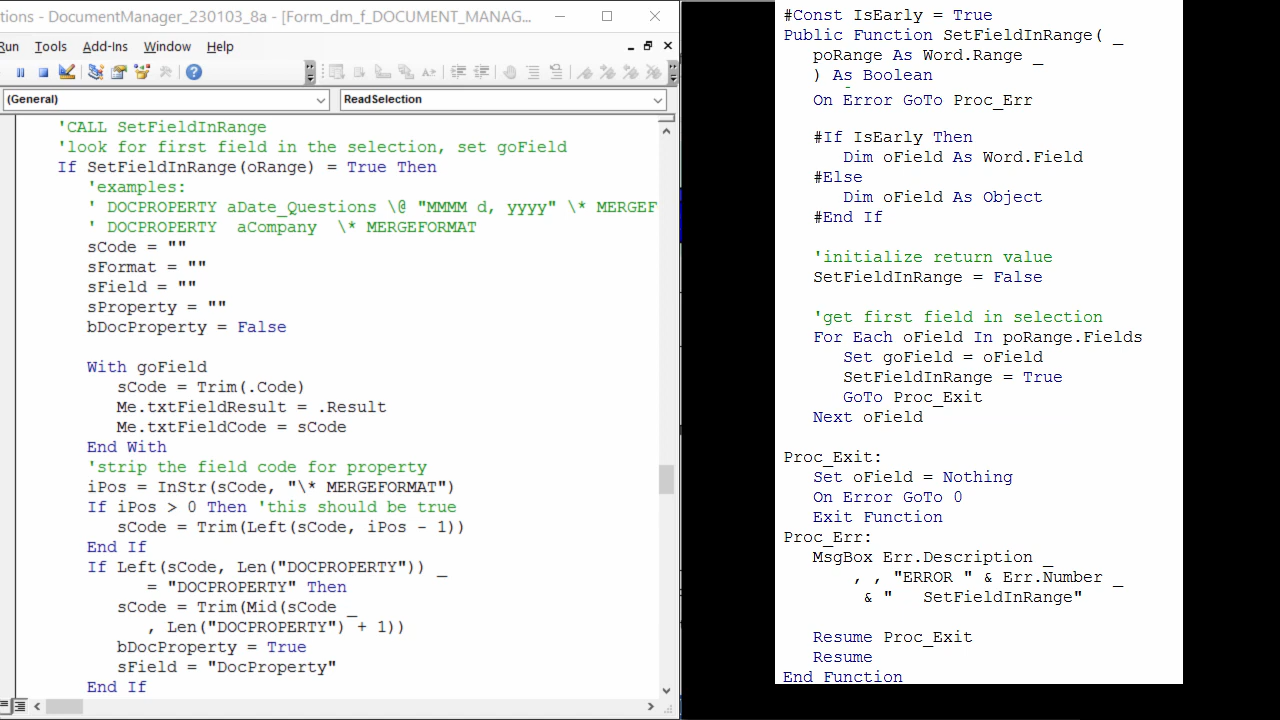 tions - DocumentManager_230103_8a - [Form_dm_f_DOCUMENT_MANAG...
Run Tools Add-Ins Window Help
(General) ReadSelection
'CALL SetFieldInRange
'look for first field in the selection, set goField
If SetFieldInRange(oRange) = True Then
'examples:
' DOCPROPERTY aDate_Questions \@ "MMMM d, yyyy" \* MERGEF
' DOCPROPERTY  aCompany  \* MERGEFORMAT
sCode = ""
sFormat = ""
sField = ""
sProperty = ""
bDocProperty = False
With goField
sCode = Trim(.Code)
Me.txtFieldResult = .Result
Me.txtFieldCode = sCode
End With
'strip the field code for property
iPos = InStr(sCode, "\* MERGEFORMAT")
If iPos > 0 Then 'this should be true
sCode = Trim(Left(sCode, iPos - 1))
End If
If Left(sCode, Len("DOCPROPERTY")) _
= "DOCPROPERTY" Then
sCode = Trim(Mid(sCode _
, Len("DOCPROPERTY") + 1))
bDocProperty = True
sField = "DocProperty"
End If
#Const IsEarly = True
Public Function SetFieldInRange( _
poRange As Word.Range _
) As Boolean
On Error GoTo Proc_Err
#If IsEarly Then
Dim oField As Word.Field
#Else
Dim oField As Object
#End If
'initialize return value
SetFieldInRange = False
'get first field in selection
For Each oField In poRange.Fields
Set goField = oField
SetFieldInRange = True
GoTo Proc_Exit
Next oField
Proc_Exit:
Set oField = Nothing
On Error GoTo 0
Exit Function
Proc_Err:
MsgBox Err.Description _
, , "ERROR " & Err.Number _
& "   SetFieldInRange"
Resume Proc_Exit
Resume
End Function